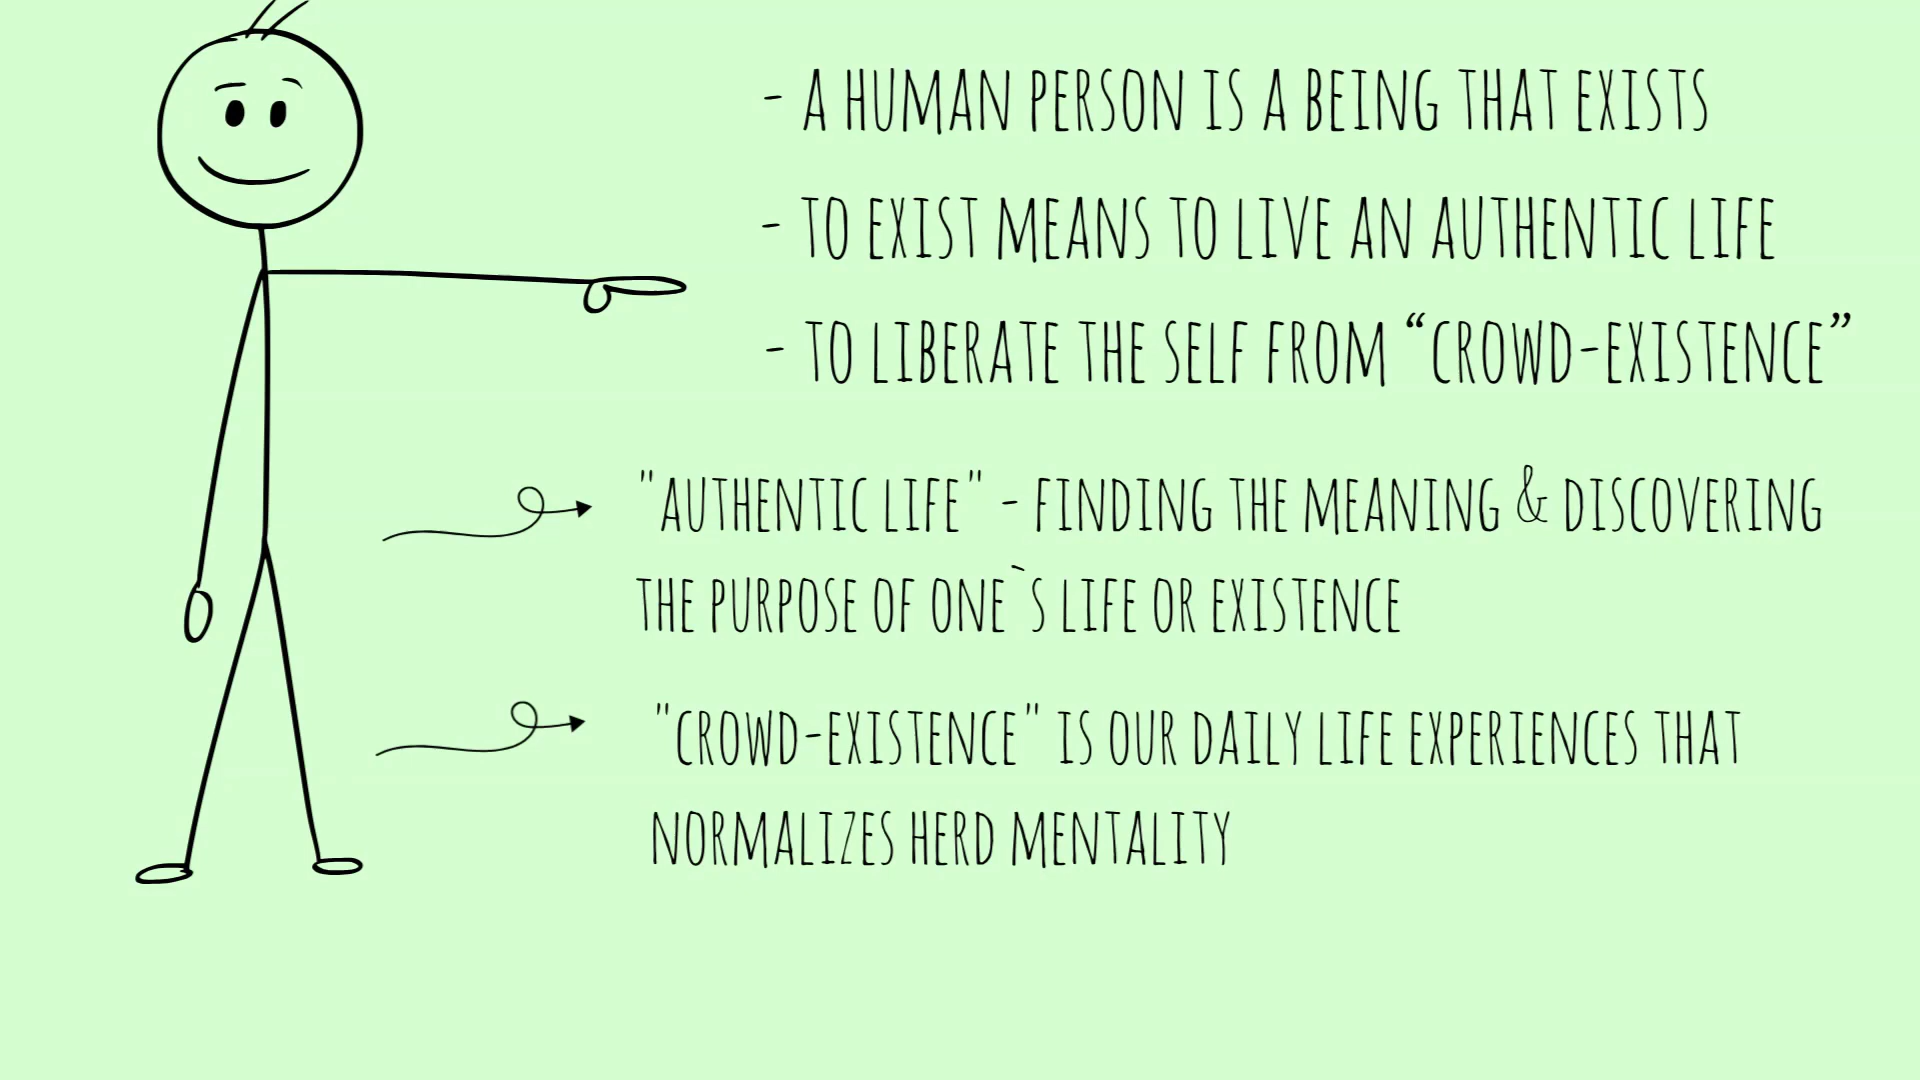 - A HUMAN PERSON IS A BEING THAT EXISTS
- TO EXIST MEANS TO LIVE AN AUTHENTIC LIFE
- TO LIBERATE THE SELF FROM “CROWD-EXISTENCE”
"AUTHENTIC LIFE" - FINDING THE MEANING & DISCOVERING
THE PURPOSE OF ONE`S LIFE OR EXISTENCE
"CROWD-EXISTENCE" IS OUR DAILY LIFE EXPERIENCES THAT
NORMALIZES HERD MENTALITY